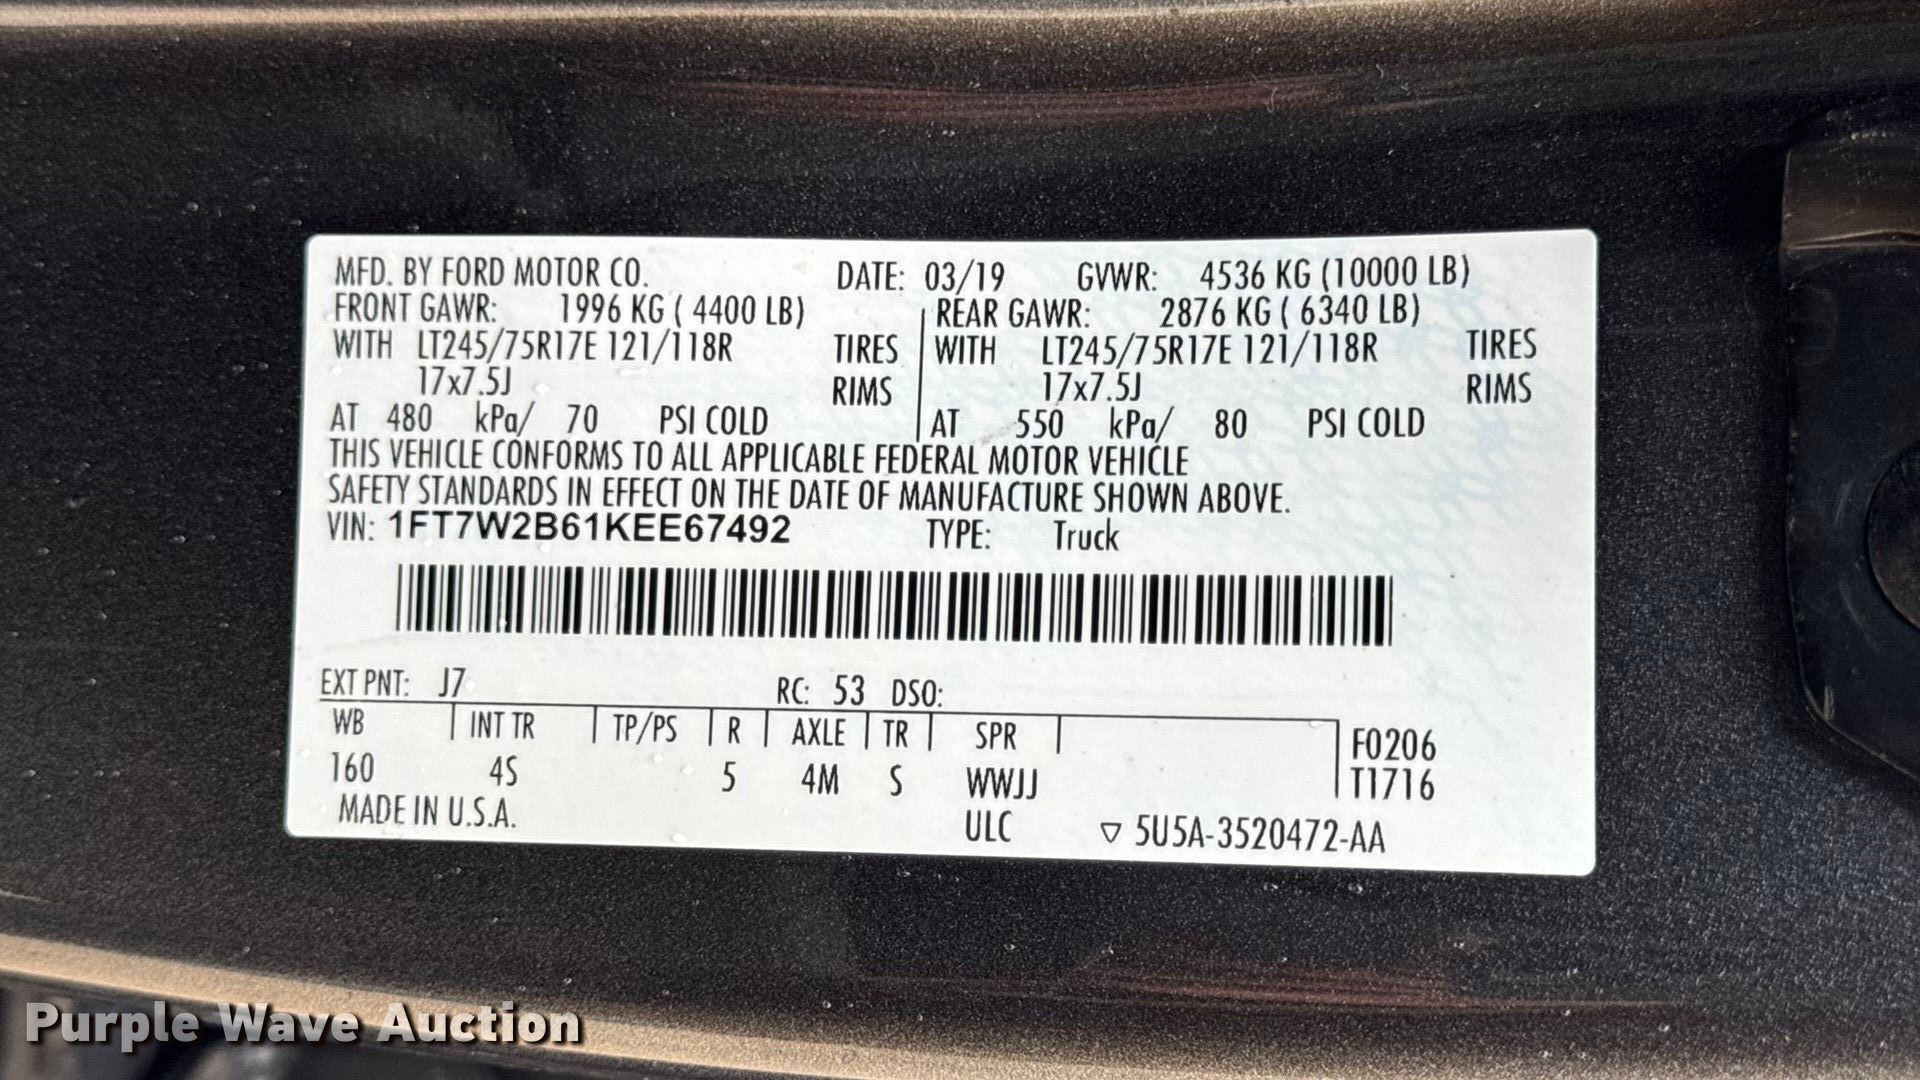 MFD. BY FORD MOTOR CO. DATE: 03/19 GVWR: 4536 KG (10000 LB)
FRONT GAWR: 1996 KG ( 4400 LB) REAR GAWR: 2876 KG ( 6340 LB)
WITH LT245/75R17E 121/118R TIRES WITH LT245/75R17E 121/118R TIRES
17x7.5J RIMS 17x7.5J RIMS
AT 480 kPa/ 70 PSI COLD AT 550 kPa/ 80 PSI COLD
THIS VEHICLE CONFORMS TO ALL APPLICABLE FEDERAL MOTOR VEHICLE
SAFETY STANDARDS IN EFFECT ON THE DATE OF MANUFACTURE SHOWN ABOVE.
VIN: 1FT7W2B61KEE67492 TYPE: Truck
EXT PNT: J7 RC: 53 DSO:
WB INT TR TP/PS R AXLE TR SPR F0206
160 4S 5 4M S WWJJ T1716
MADE IN U.S.A. ULC ▽ 5U5A-3520472-AA
Purple Wave Auction